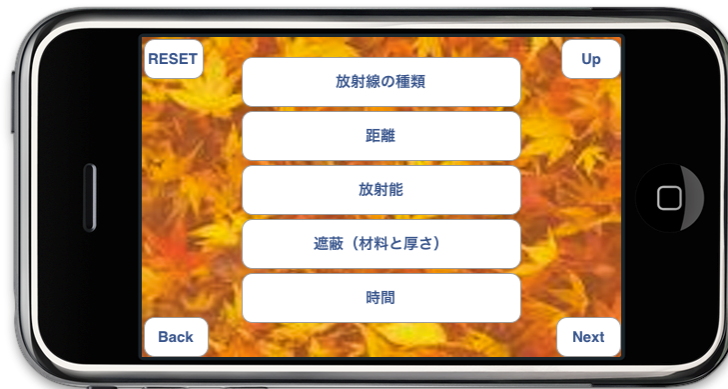 RESET
Up
放射線の種類
距離
放射能
遮蔽（材料と厚さ）
時間
Back
Next